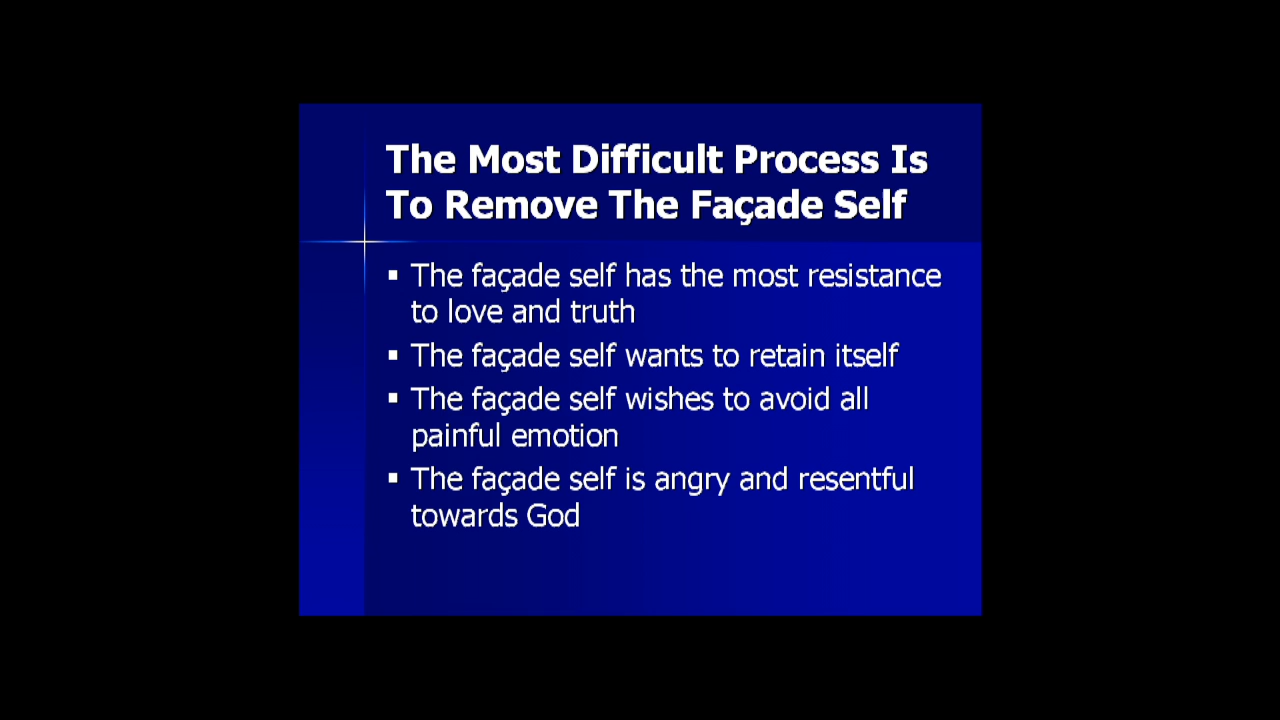 The Most Difficult Process Is
To Remove The Façade Self
▪ The façade self has the most resistance
to love and truth
▪ The façade self wants to retain itself
▪ The façade self wishes to avoid all
painful emotion
▪ The façade self is angry and resentful
towards God